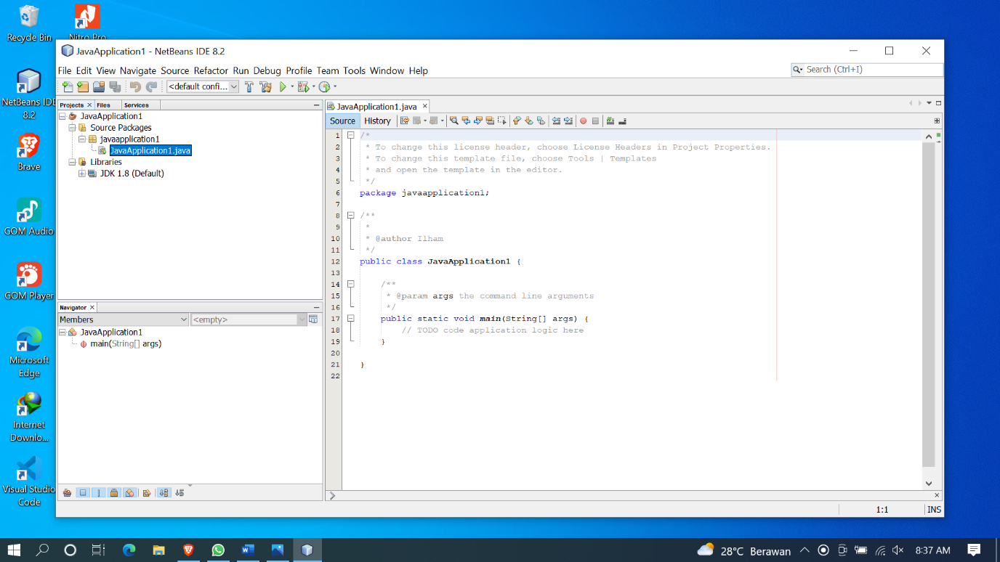 Recycle Bin
Nitro Pro
NetBeans IDE
8.2
Brave
GOM Audio
GOM Player
Microsoft
Edge
Internet
Downlo...
Visual Studio
Code
JavaApplication1 - NetBeans IDE 8.2
File Edit View Navigate Source Refactor Run Debug Profile Team Tools Window Help
Search (Ctrl+I)
<default confi...
Projects Files Services
JavaApplication1
Source Packages
javaapplication1
JavaApplication1.java
Libraries
JDK 1.8 (Default)
Navigator
Members <empty>
JavaApplication1
main(String[] args)
JavaApplication1.java
Source History
1 /*
2 * To change this license header, choose License Headers in Project Properties.
3 * To change this template file, choose Tools | Templates
4 * and open the template in the editor.
5 */
6 package javaapplication1;
7
8 /**
9 *
10 * @author Ilham
11 */
12 public class JavaApplication1 {
13
14 /**
15 * @param args the command line arguments
16 */
17 public static void main(String[] args) {
18 // TODO code application logic here
19 }
20
21 }
22
1:1 INS
28°C Berawan 8:37 AM